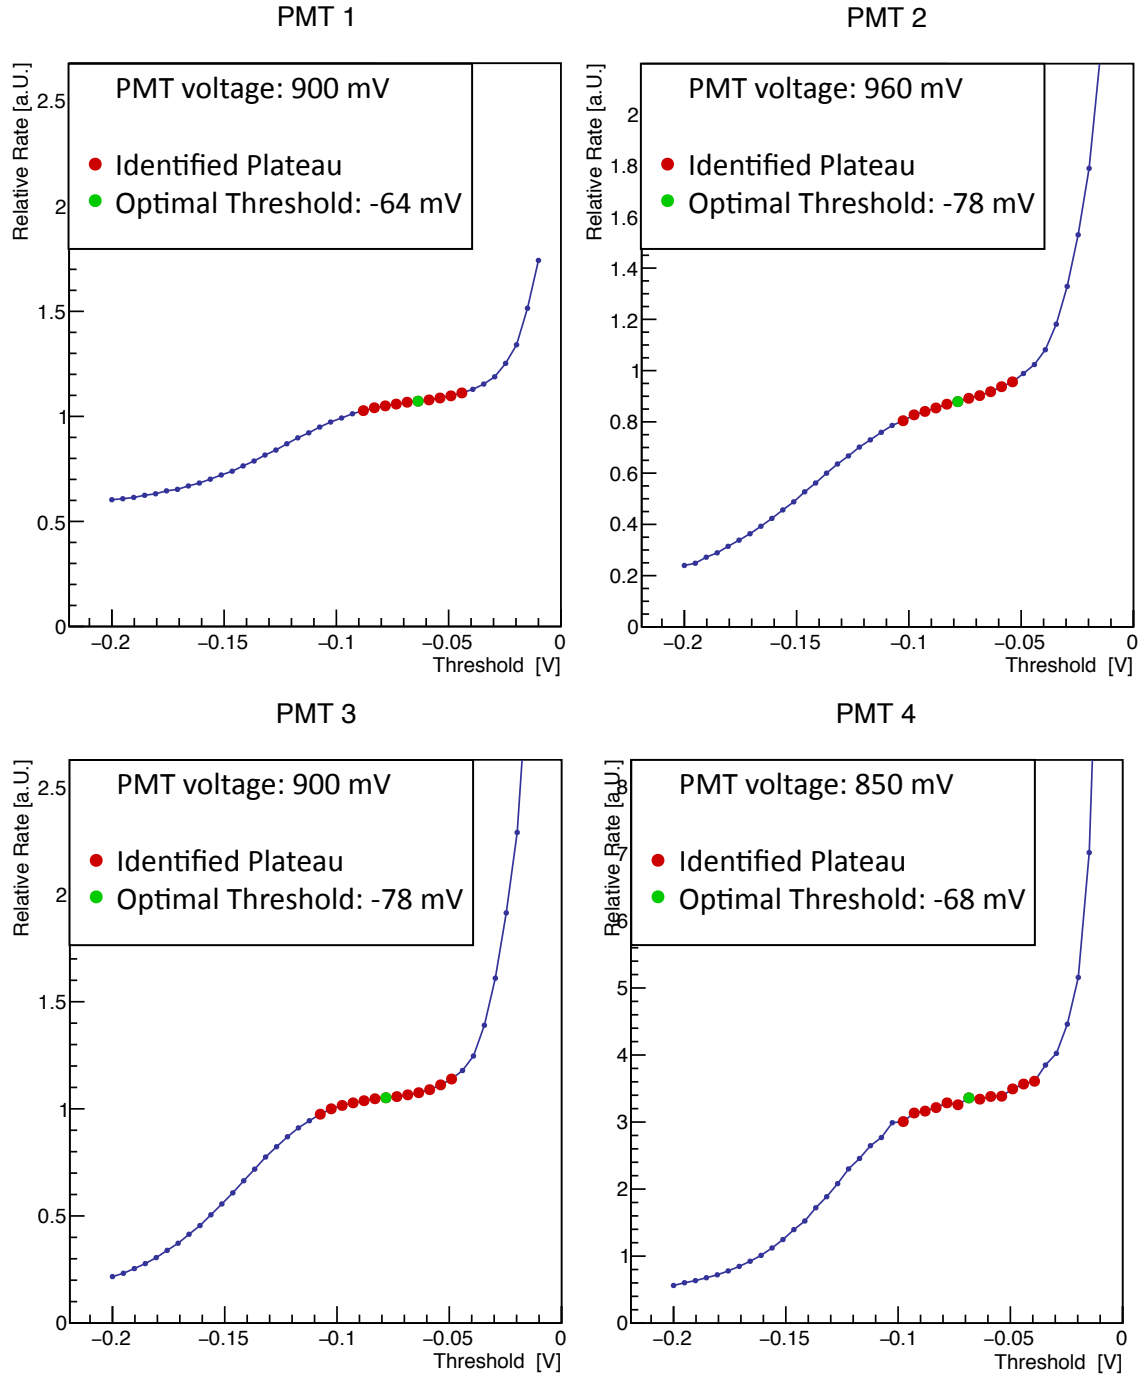 PMT 1
PMT voltage: 900 mV
Identified Plateau
Optimal Threshold: -64 mV
Relative Rate [a.U.]
2.5
2
1.5
1
0.5
0
−0.2 −0.15 −0.1 −0.05 0
Threshold [V]
PMT 2
PMT voltage: 960 mV
Identified Plateau
Optimal Threshold: -78 mV
Relative Rate [a.U.]
2
1.8
1.6
1.4
1.2
1
0.8
0.6
0.4
0.2
0
−0.2 −0.15 −0.1 −0.05 0
Threshold [V]
PMT 3
PMT voltage: 900 mV
Identified Plateau
Optimal Threshold: -78 mV
Relative Rate [a.U.]
2.5
2
1.5
1
0.5
0
−0.2 −0.15 −0.1 −0.05 0
Threshold [V]
PMT 4
PMT voltage: 850 mV
Identified Plateau
Optimal Threshold: -68 mV
Relative Rate [a.U.]
8
7
6
5
4
3
2
1
0
−0.2 −0.15 −0.1 −0.05 0
Threshold [V]